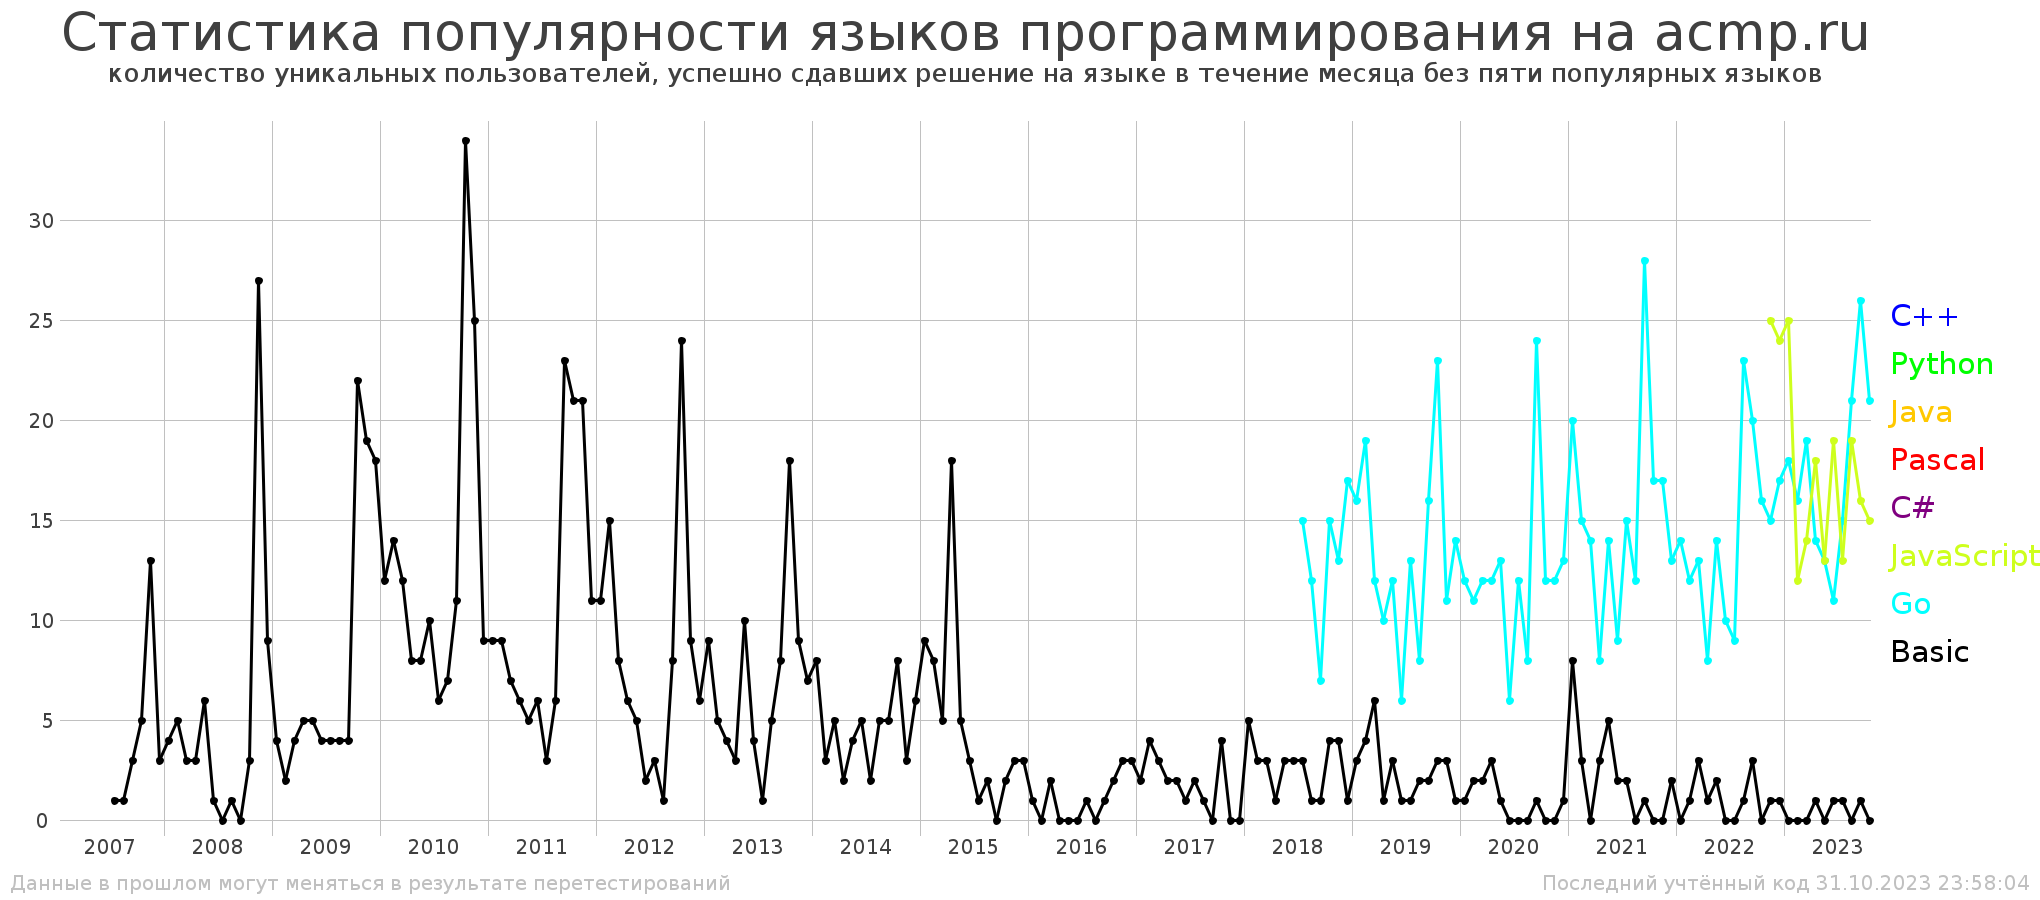 Статистика популярности языков программирования на acmp.ru
количество уникальных пользователей, успешно сдавших решение на языке в течение месяца без пяти популярных языков
30
25
20
15
10
5
0
C++
Python
Java
Pascal
C#
JavaScript
Go
Basic
2007 2008 2009 2010 2011 2012 2013 2014 2015 2016 2017 2018 2019 2020 2021 2022 2023
Данные в прошлом могут меняться в результате перетестирований
Последний учтённый код 31.10.2023 23:58:04